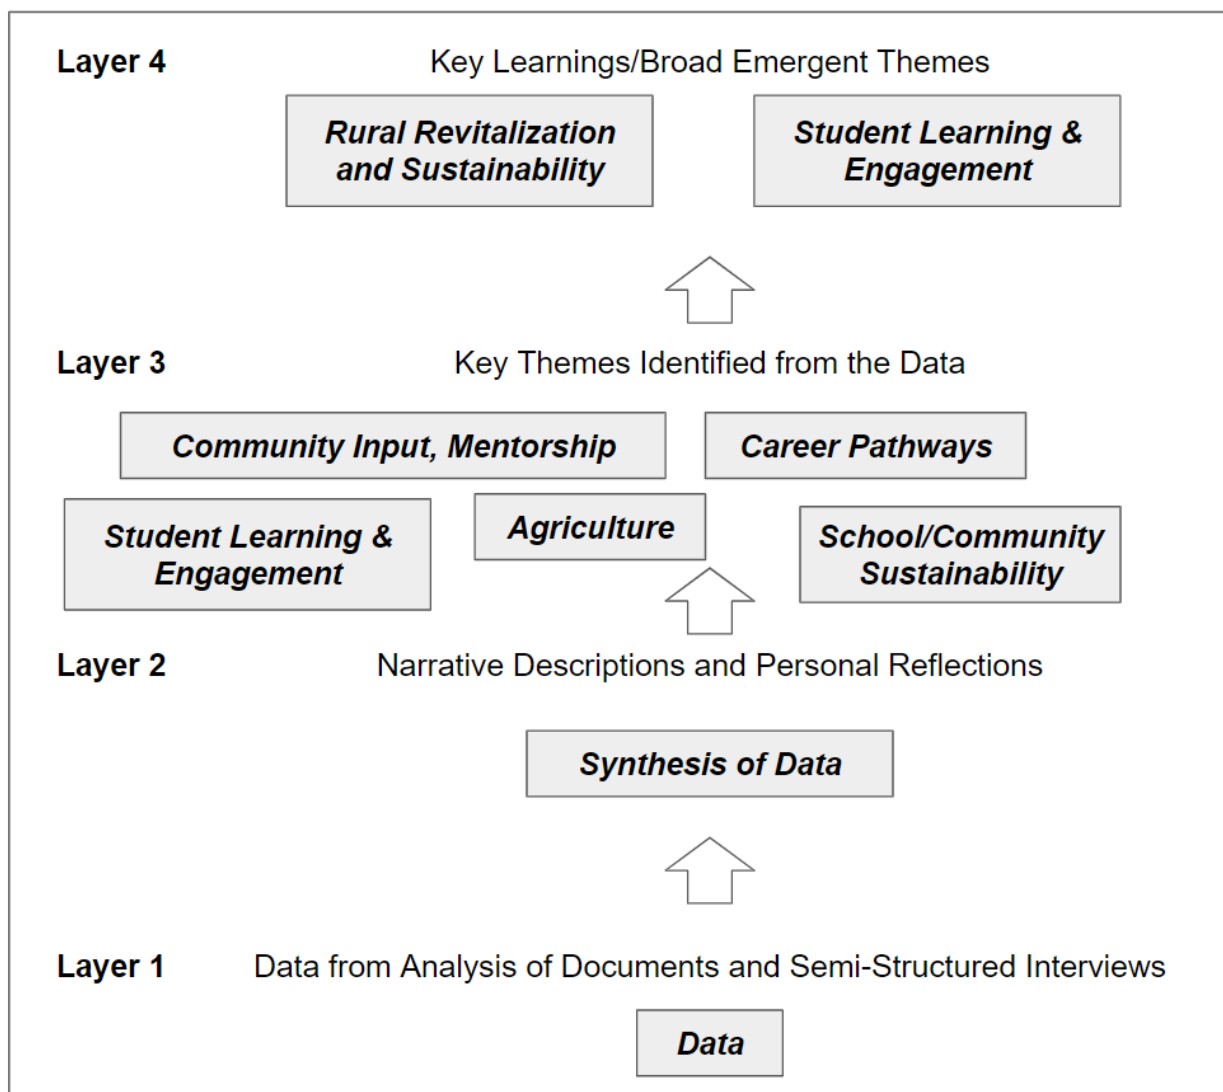 Layer 4 Key Learnings/Broad Emergent Themes
Rural Revitalization
and Sustainability
Student Learning &
Engagement
Layer 3 Key Themes Identified from the Data
Community Input, Mentorship
Career Pathways
Student Learning &
Engagement
Agriculture
School/Community
Sustainability
Layer 2 Narrative Descriptions and Personal Reflections
Synthesis of Data
Layer 1 Data from Analysis of Documents and Semi-Structured Interviews
Data